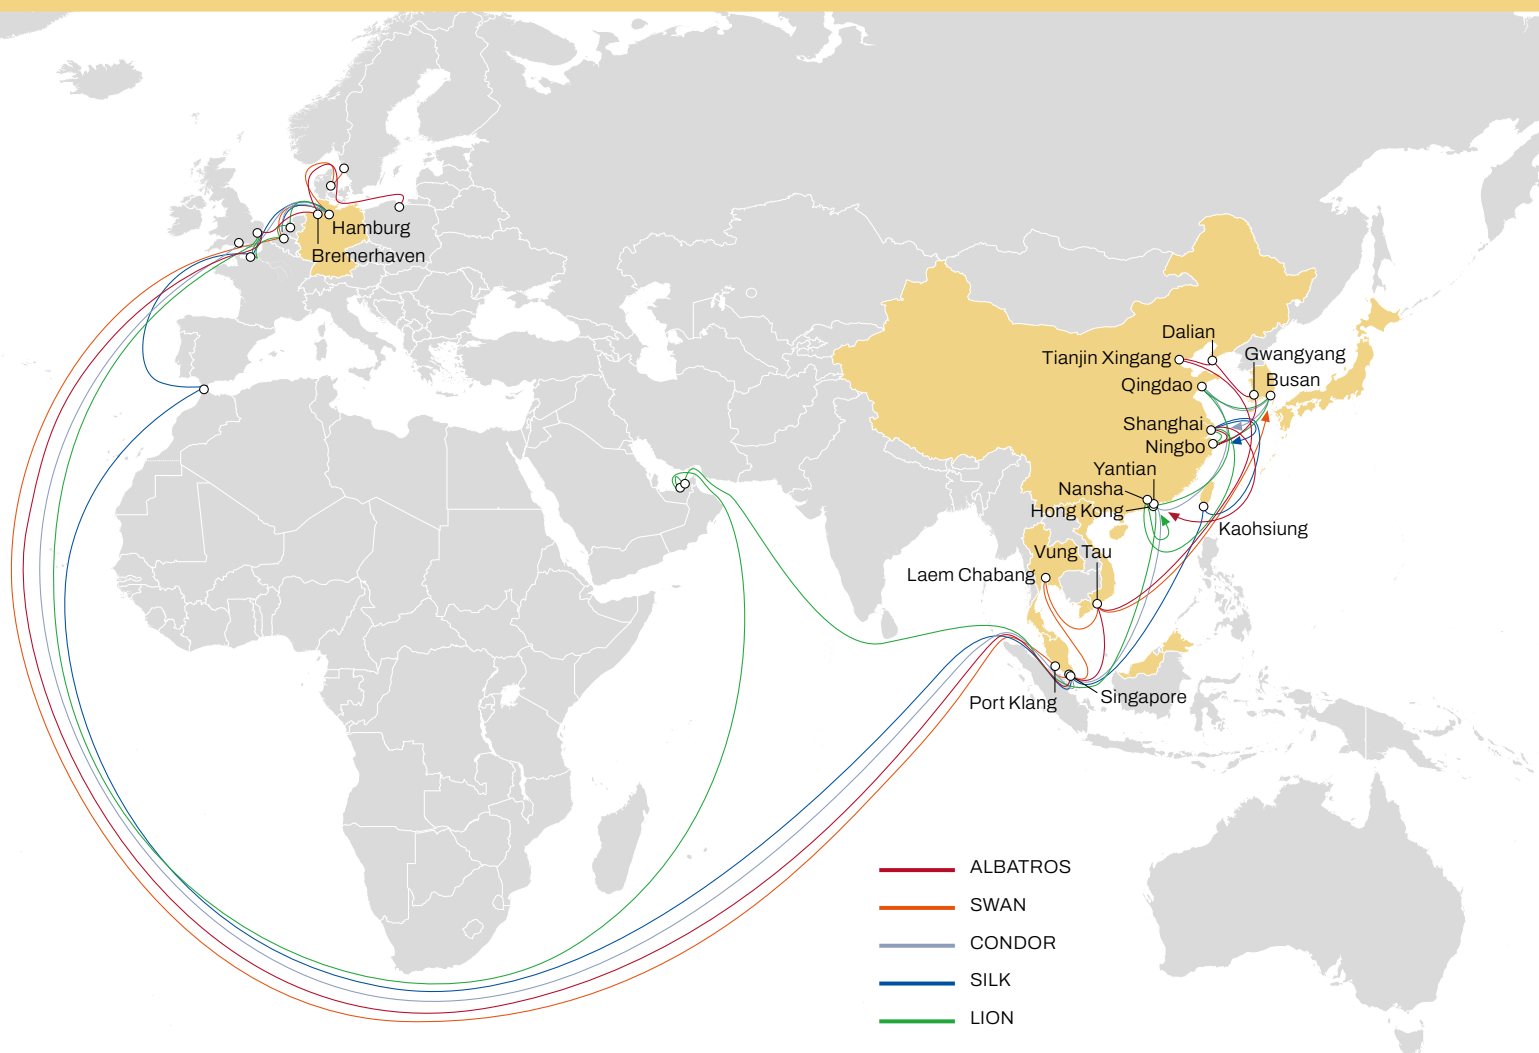 Hamburg
Bremerhaven
Dalian
Tianjin Xingang
Gwangyang
Qingdao
Busan
Shanghai
Ningbo
Yantian
Nansha
Hong Kong
Kaohsiung
Vung Tau
Laem Chabang
Port Klang
Singapore
ALBATROS
SWAN
CONDOR
SILK
LION